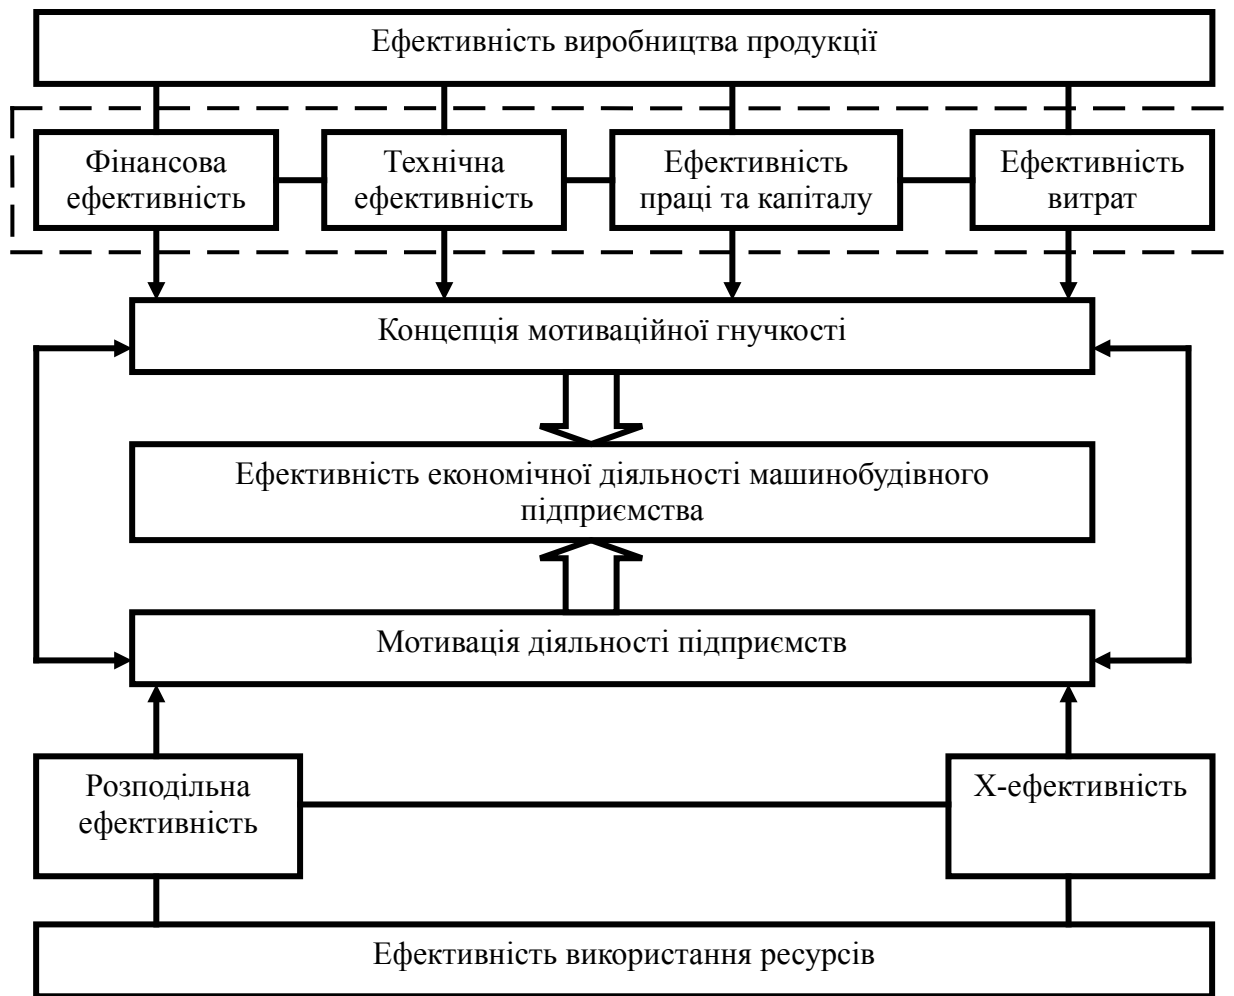 Ефективність виробництва продукції
Фінансова
ефективність
Технічна
ефективність
Ефективність
праці та капіталу
Ефективність
витрат
Концепція мотиваційної гнучкості
Ефективність економічної діяльності машинобудівного
підприємства
Мотивація діяльності підприємств
Розподільна
ефективність
Х-ефективність
Ефективність використання ресурсів